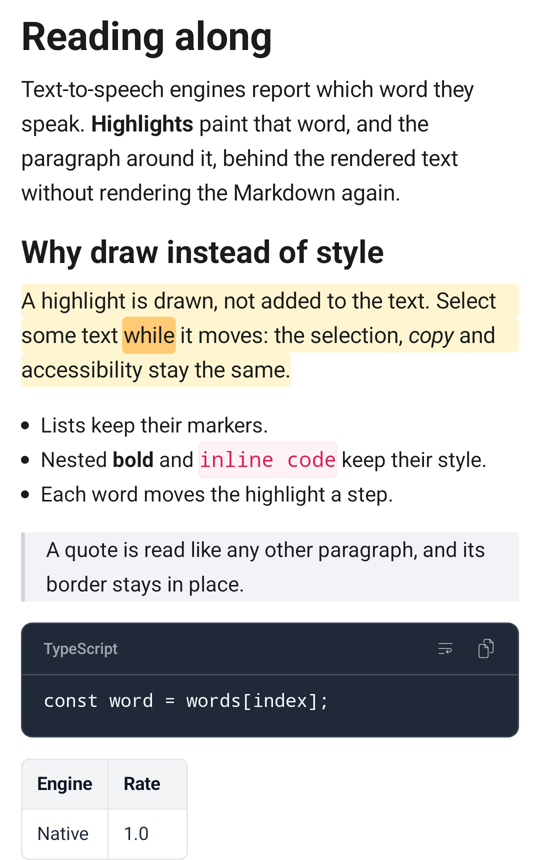 Reading along
Text-to-speech engines report which word they
speak. Highlights paint that word, and the
paragraph around it, behind the rendered text
without rendering the Markdown again.
Why draw instead of style
A highlight is drawn, not added to the text. Select
some text while it moves: the selection, copy and
accessibility stay the same.
Lists keep their markers.
Nested bold and inline code keep their style.
Each word moves the highlight a step.
A quote is read like any other paragraph, and its
border stays in place.
TypeScript
const word = words[index];
Engine Rate
Native 1.0